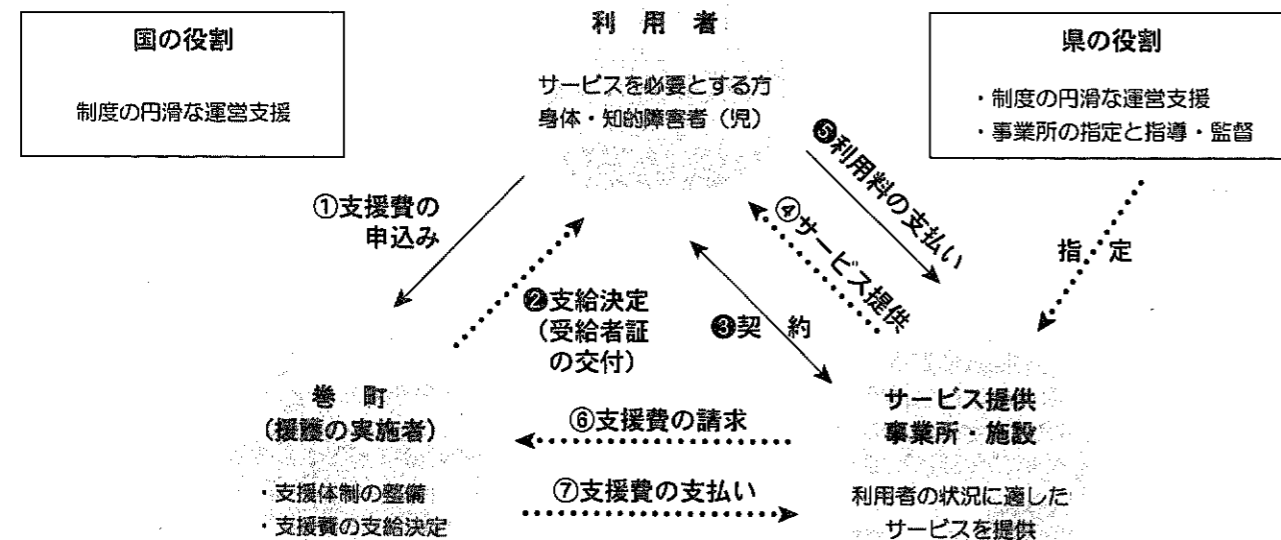 国の役割
制度の円滑な運営支援
利 用 者
サービスを必要とする方
身体・知的障害者（児）
県の役割
・制度の円滑な運営支援
・事業所の指定と指導・監督
①支援費の
申込み
❷支給決定
（受給者証
の交付）
❸契 約
④サービス提供
❺利用料の支払い
指 定
巻 町
（援護の実施者）
・支援体制の整備
・支援費の支給決定
⑥支援費の請求
⑦支援費の支払い
サービス提供
事業所・施設
利用者の状況に適した
サービスを提供